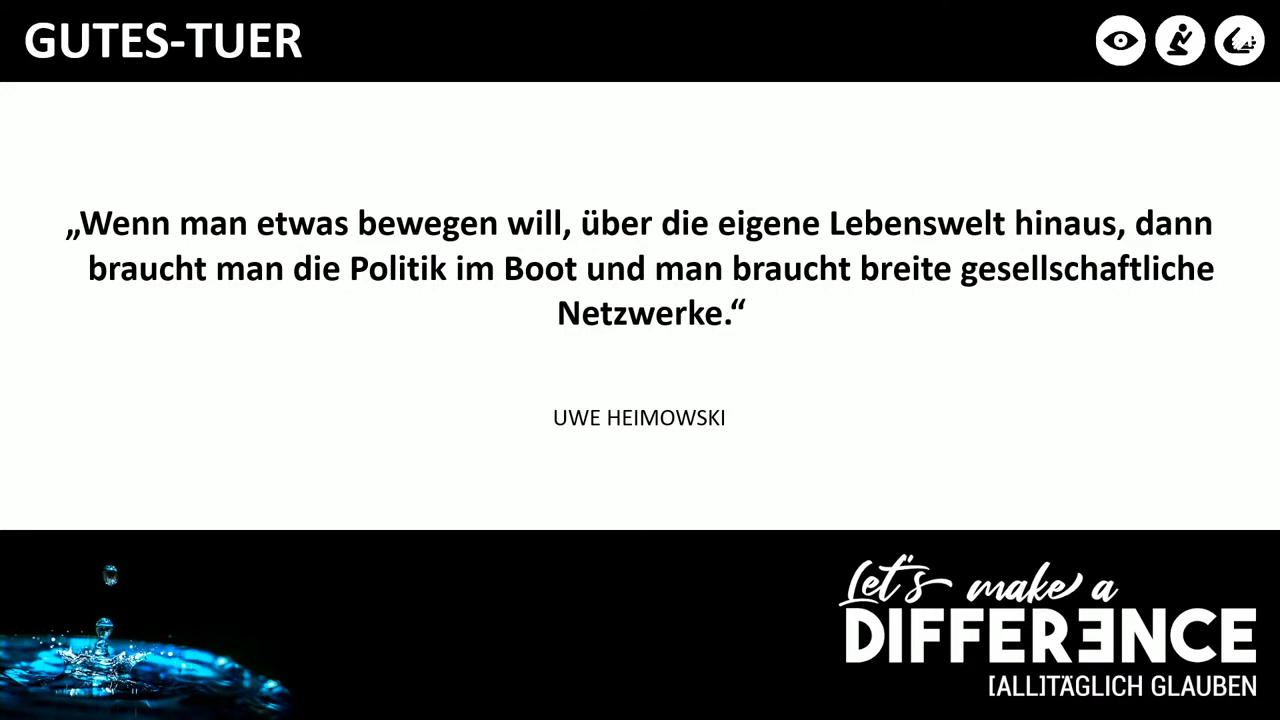 GUTES-TUER
„Wenn man etwas bewegen will, über die eigene Lebenswelt hinaus, dann
braucht man die Politik im Boot und man braucht breite gesellschaftliche
Netzwerke.“
UWE HEIMOWSKI
Let's make a
DIFFERƎNCE
[ALL]TÄGLICH GLAUBEN